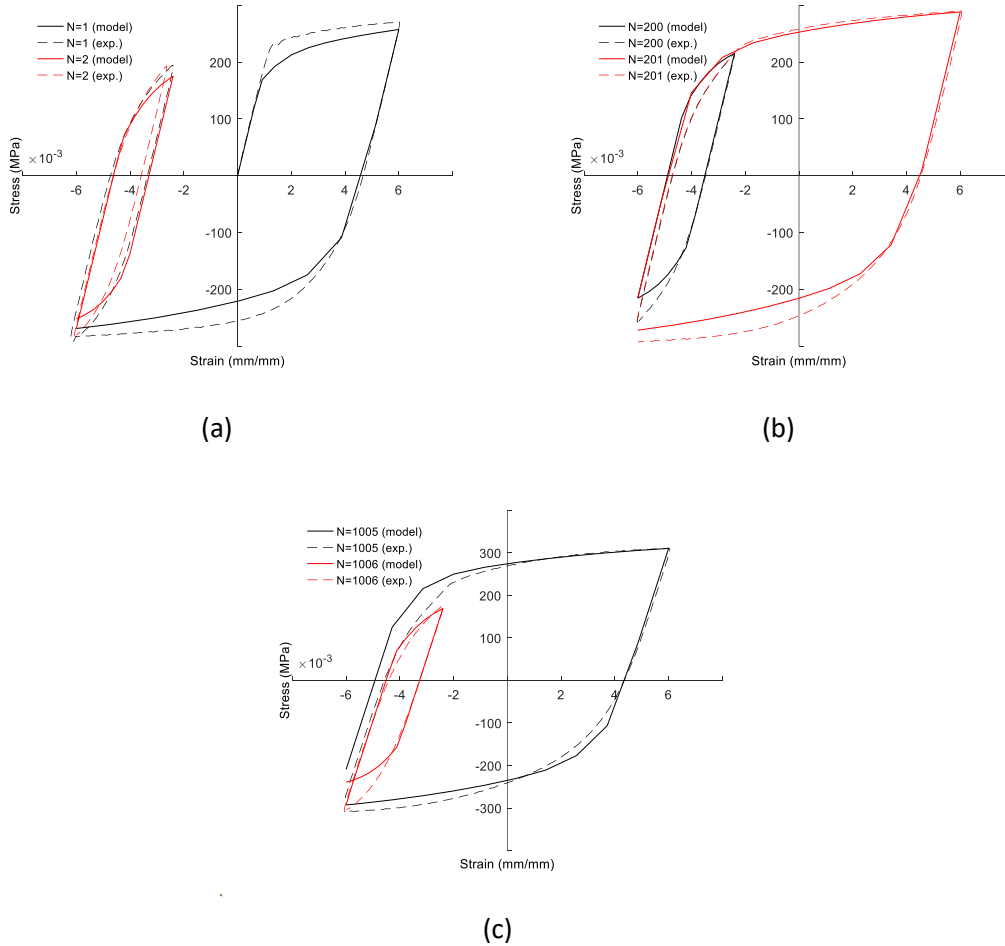 N=1 (model)
N=1 (exp.)
N=2 (model)
N=2 (exp.)
200
100
-100
-200
×10⁻³
-6
-4
-2
0
2
4
6
Stress (MPa)
Strain (mm/mm)
(a)
N=200 (model)
N=200 (exp.)
N=201 (model)
N=201 (exp.)
200
100
-100
-200
×10⁻³
-6
-4
-2
0
2
4
6
Stress (MPa)
Strain (mm/mm)
(b)
N=1005 (model)
N=1005 (exp.)
N=1006 (model)
N=1006 (exp.)
300
200
100
-100
-200
-300
×10⁻³
-6
-4
-2
0
2
4
6
Stress (MPa)
Strain (mm/mm)
(c)